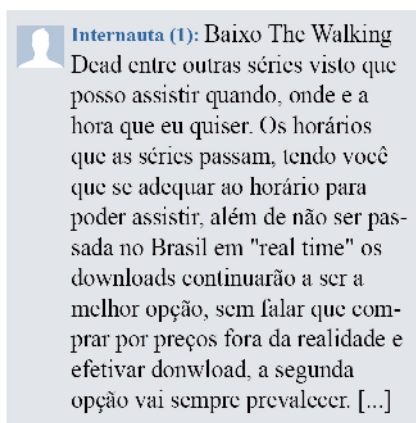 Internauta (1): Baixo The Walking
Dead entre outras séries visto que
posso assistir quando, onde e a
hora que eu quiser. Os horários
que as séries passam, tendo você
que se adequar ao horário para
poder assistir, além de não ser pas-
sada no Brasil em "real time" os
downloads continuarão a ser a
melhor opção, sem falar que com-
prar por preços fora da realidade e
efetivar donwload, a segunda
opção vai sempre prevalecer. [...]